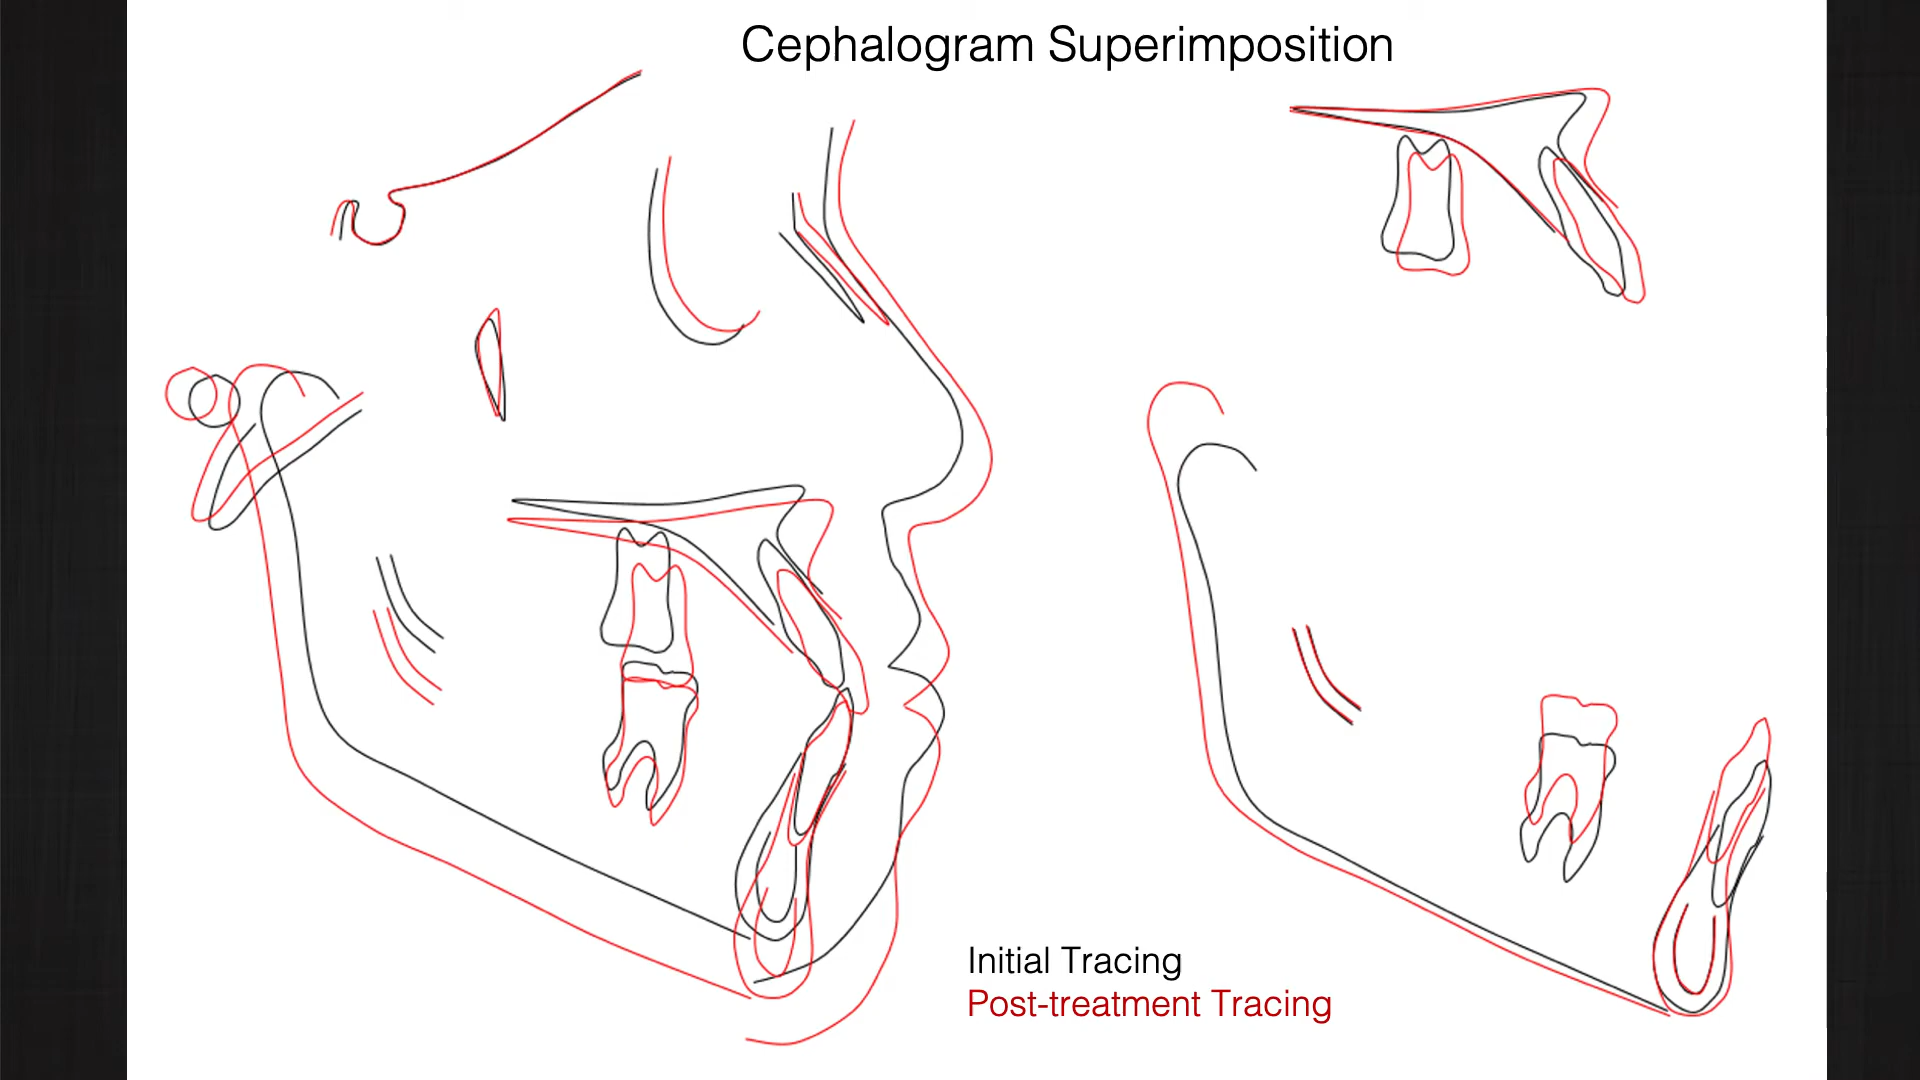 Cephalogram Superimposition
Initial Tracing
Post-treatment Tracing